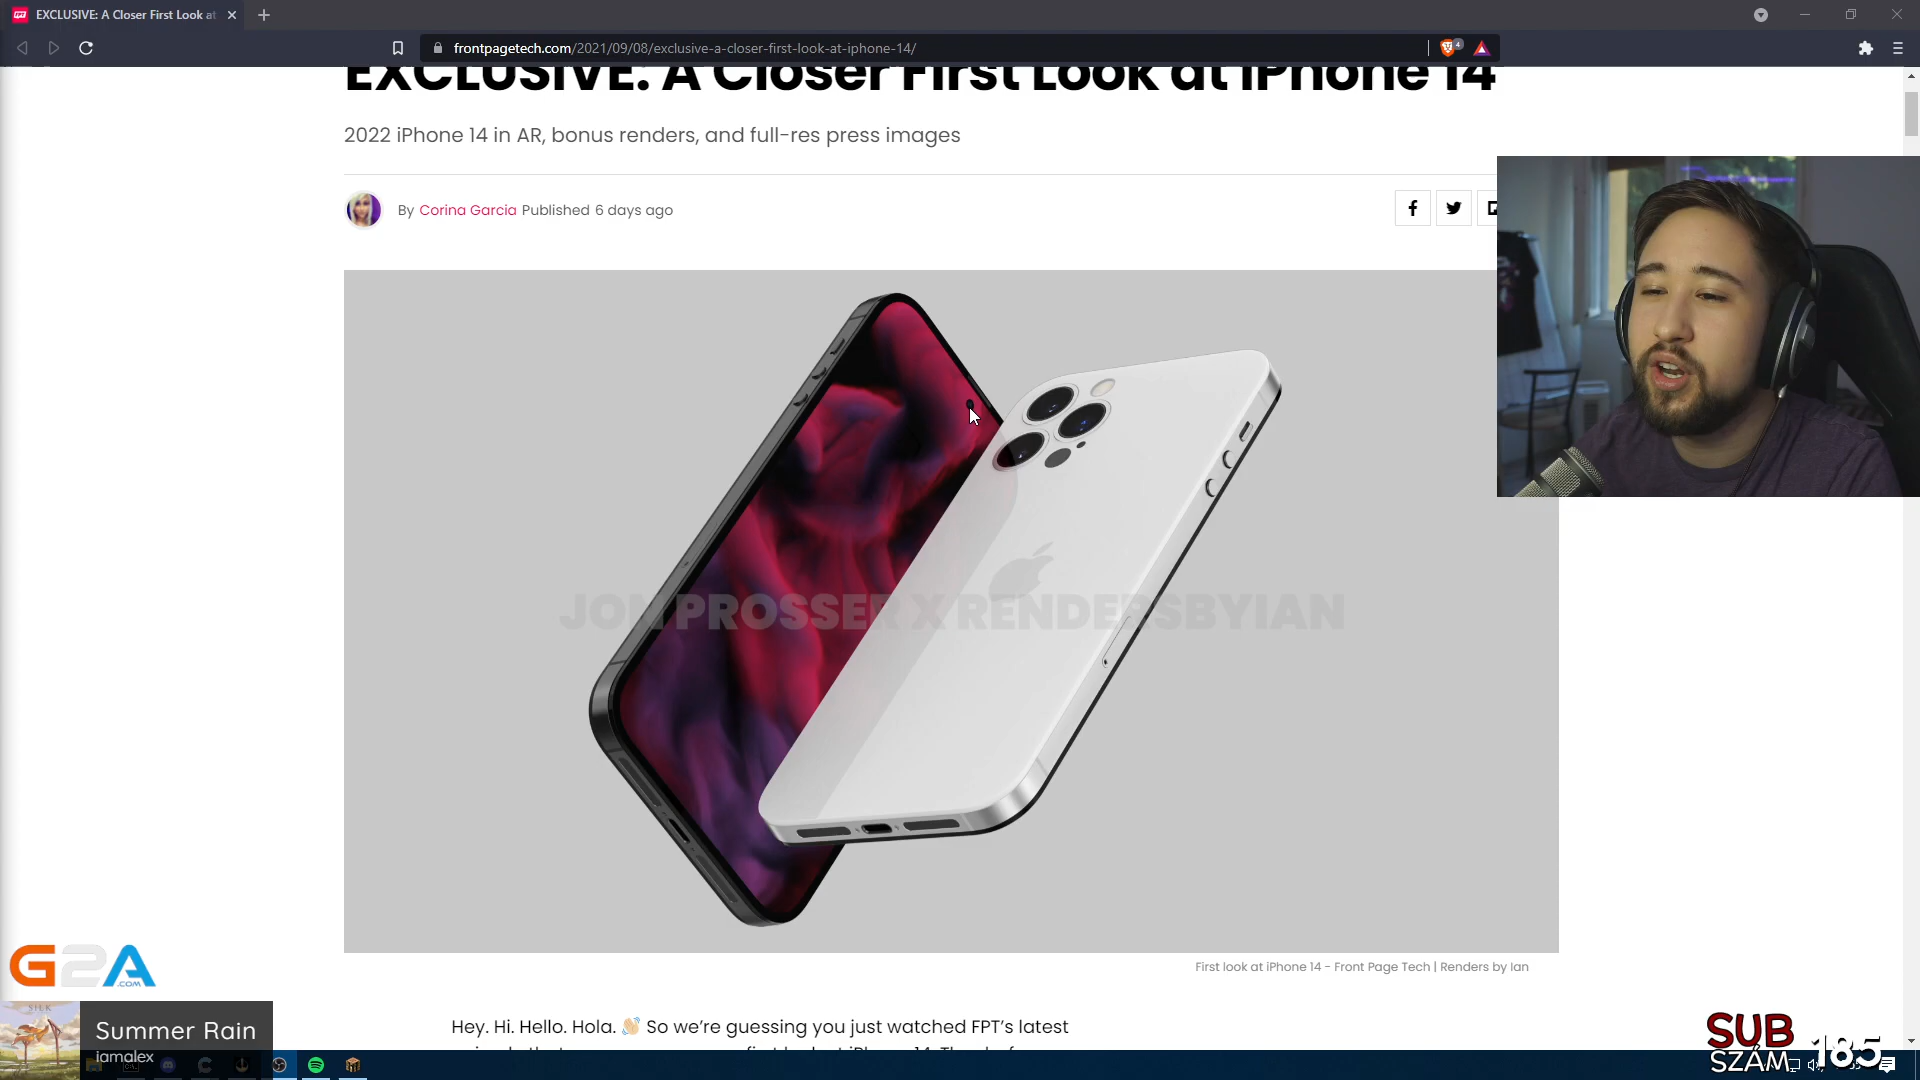 EXCLUSIVE: A Closer First Look at
frontpagetech.com/2021/09/08/exclusive-a-closer-first-look-at-iphone-14/
4
EXCLUSIVE: A Closer First Look at iPhone 14
2022 iPhone 14 in AR, bonus renders, and full-res press images
By Corina Garcia Published 6 days ago
JON PROSSER X RENDERSBYIAN
First look at iPhone 14 - Front Page Tech | Renders by Ian
G2A
.COM
Hey. Hi. Hello. Hola. 👋🏼 So we’re guessing you just watched FPT’s latest
SILK
Summer Rain
iamalex
SUB
SZÁM
185